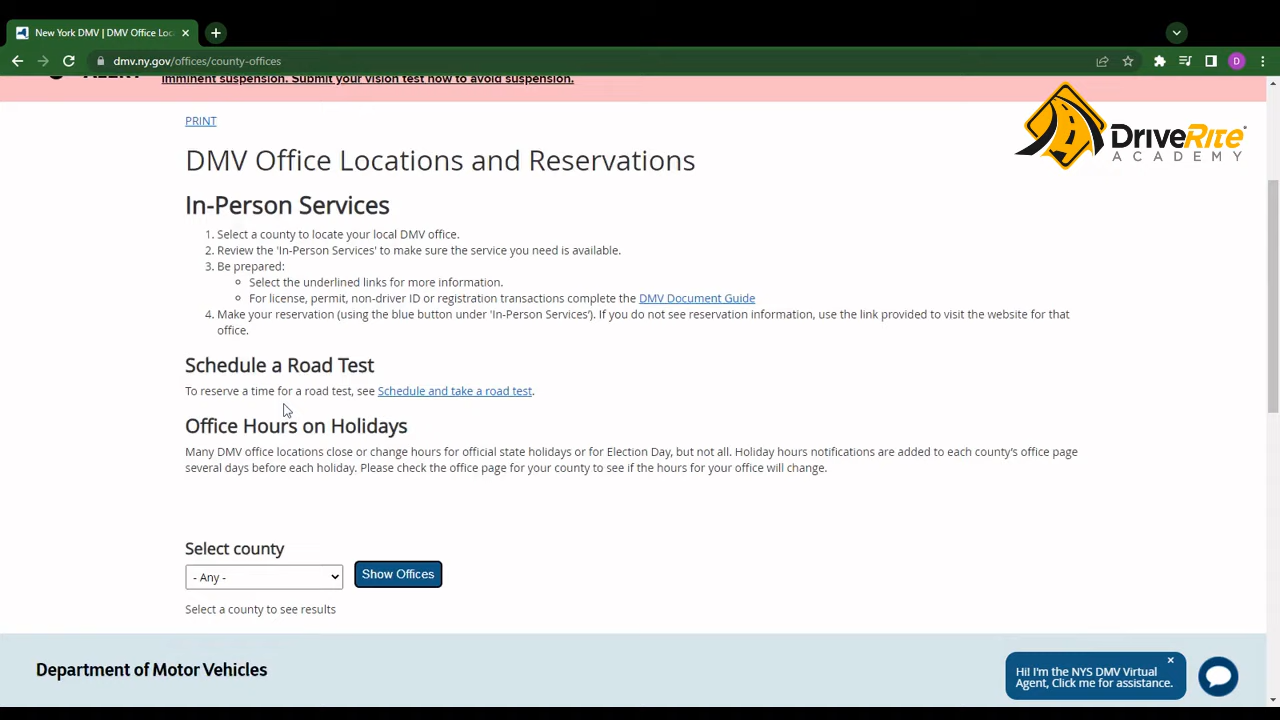 New York DMV | DMV Office Loc
dmv.ny.gov/offices/county-offices
D
imminent suspension. Submit your vision test now to avoid suspension.
PRINT
DriveRite
ACADEMY
DMV Office Locations and Reservations
In-Person Services
1. Select a county to locate your local DMV office.
2. Review the 'In-Person Services' to make sure the service you need is available.
3. Be prepared:
Select the underlined links for more information.
For license, permit, non-driver ID or registration transactions complete the DMV Document Guide
4. Make your reservation (using the blue button under 'In-Person Services'). If you do not see reservation information, use the link provided to visit the website for that
office.
Schedule a Road Test
To reserve a time for a road test, see Schedule and take a road test.
Office Hours on Holidays
Many DMV office locations close or change hours for official state holidays or for Election Day, but not all. Holiday hours notifications are added to each county's office page
several days before each holiday. Please check the office page for your county to see if the hours for your office will change.
Select county
- Any -
Show Offices
Select a county to see results
Department of Motor Vehicles
Hi! I'm the NYS DMV Virtual
Agent, Click me for assistance.